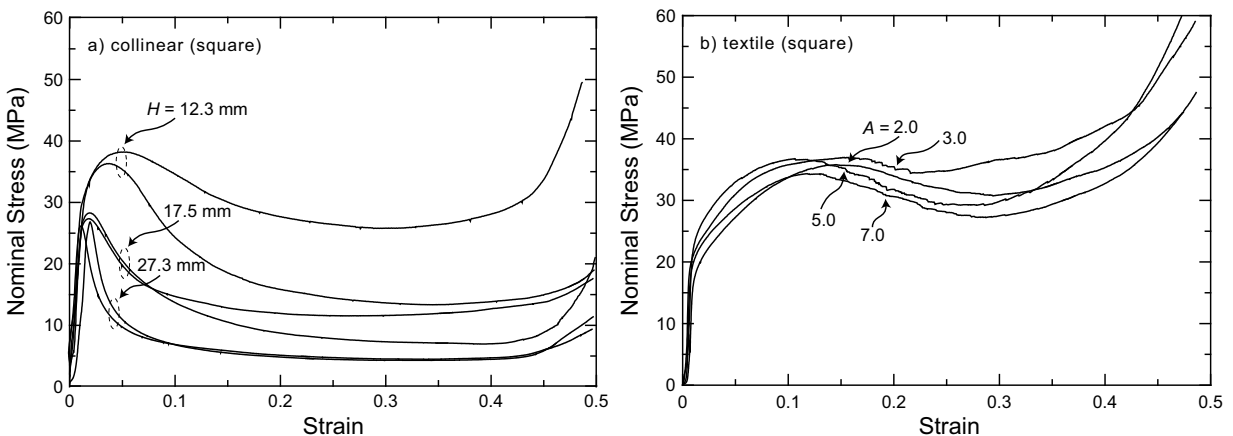 60
50
40
30
20
10
0
Nominal Stress (MPa)
a) collinear (square)
H = 12.3 mm
17.5 mm
27.3 mm
0 0.1 0.2 0.3 0.4 0.5
Strain
60
50
40
30
20
10
0
Nominal Stress (MPa)
b) textile (square)
A = 2.0
3.0
5.0
7.0
0 0.1 0.2 0.3 0.4 0.5
Strain